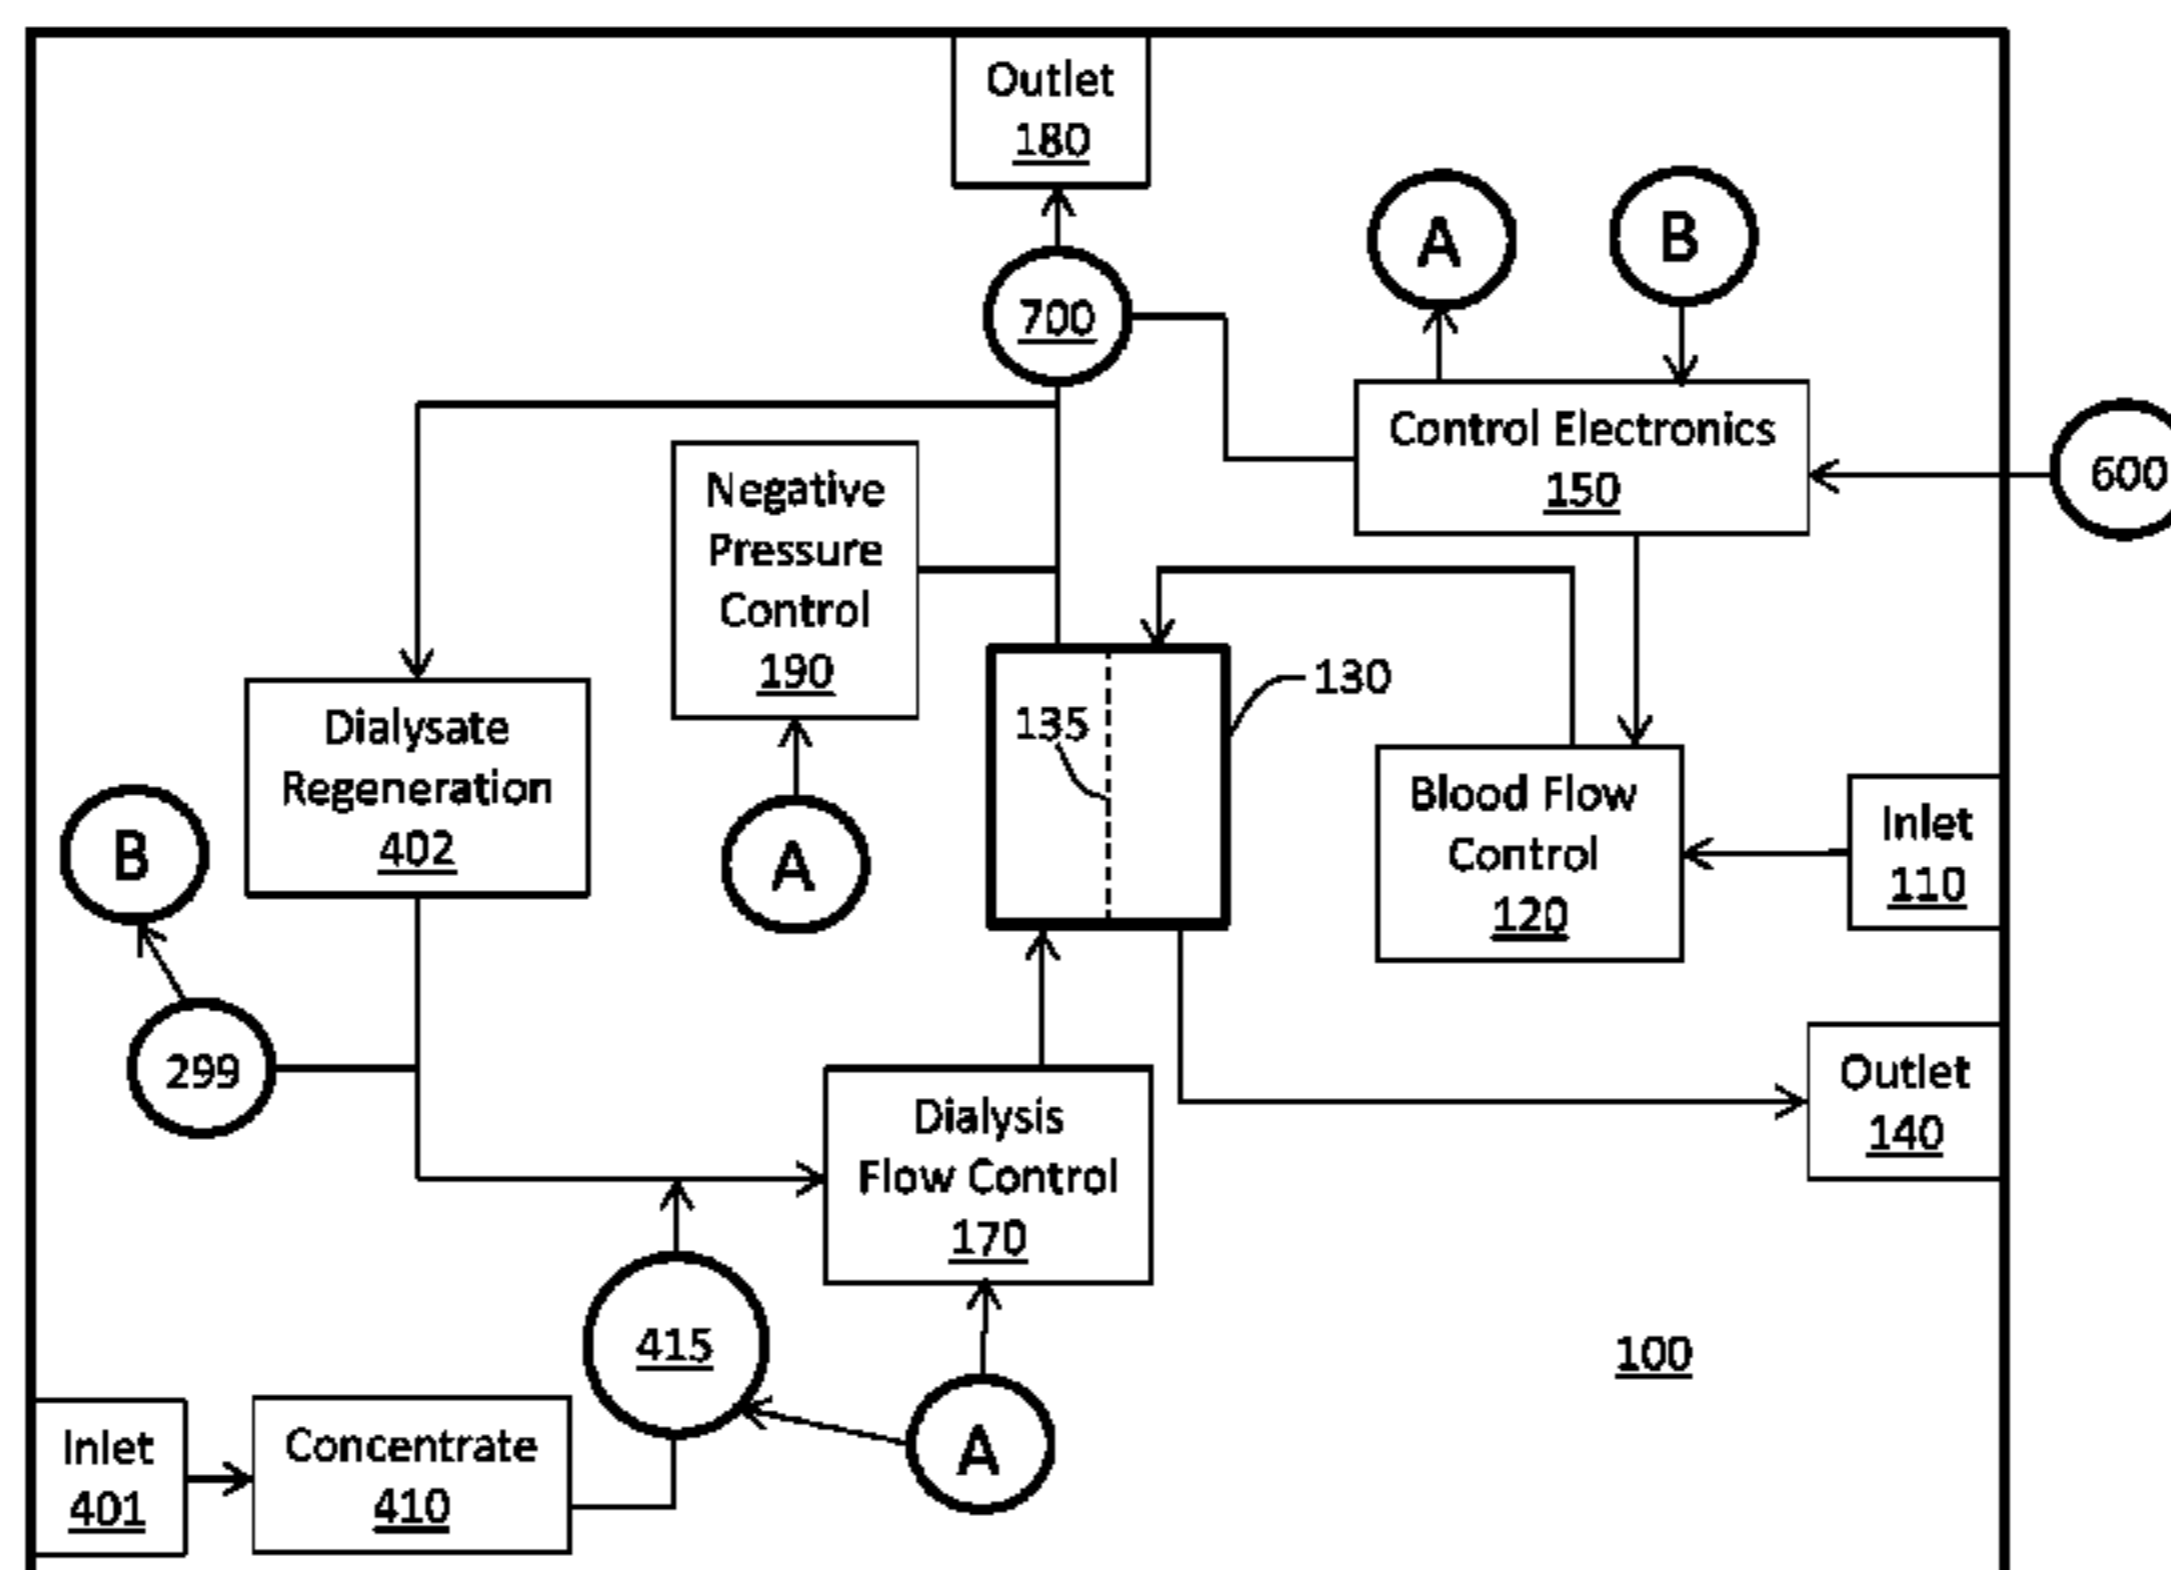 Outlet
180
A
B
700
Control Electronics
150
600
Negative
Pressure
Control
190
130
135
Dialysate
Regeneration
402
B
A
Blood Flow
Control
120
Inlet
110
299
Dialysis
Flow Control
170
Outlet
140
415
100
A
Inlet
401
Concentrate
410